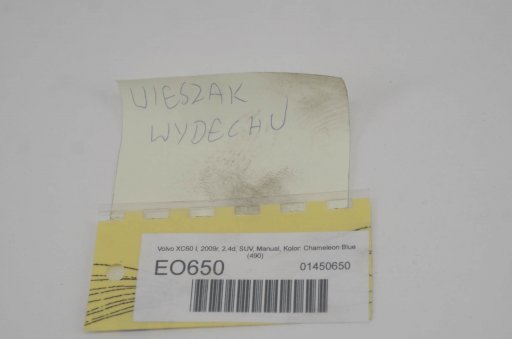 WIESZAK
WYDECHU
Volvo XC60 I, 2009r, 2.4d, SUV, Manual, Kolor: Chameleon Blue
(490)
EO650 01450650